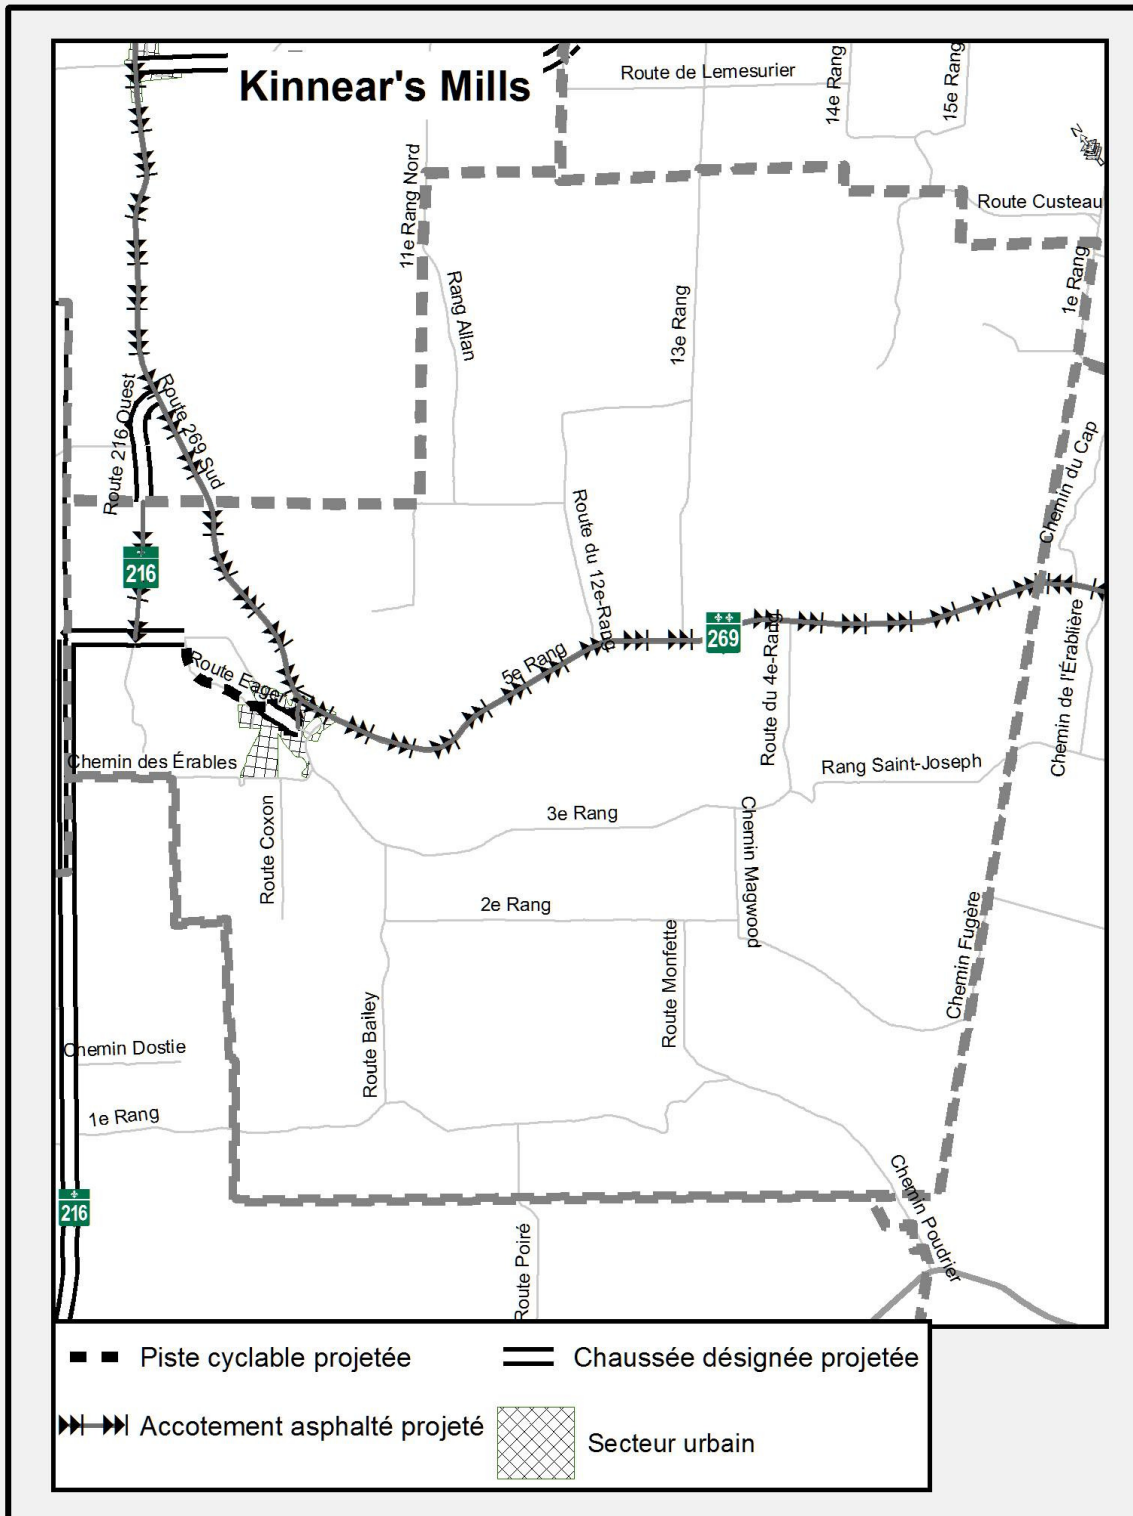 Kinnear's Mills
Route de Lemesurier
14e Rang
15e Rang
N
11e Rang Nord
Route Custeau
1e Rang
Rang Allan
13e Rang
Route 216 Ouest
Route 269 Sud
Chemin du Cap
Route du 12e-Rang
216
269
5e Rang
Route du 4e-Rang
Chemin de l'Érablière
Route Eager
Chemin des Érables
Rang Saint-Joseph
Route Coxon
3e Rang
Chemin Magwood
2e Rang
Route Monfette
Chemin Fugère
Route Bailey
Chemin Dostie
1e Rang
Chemin Poudrier
216
Route Poiré
Piste cyclable projetée
Chaussée désignée projetée
Accotement asphalté projeté
Secteur urbain